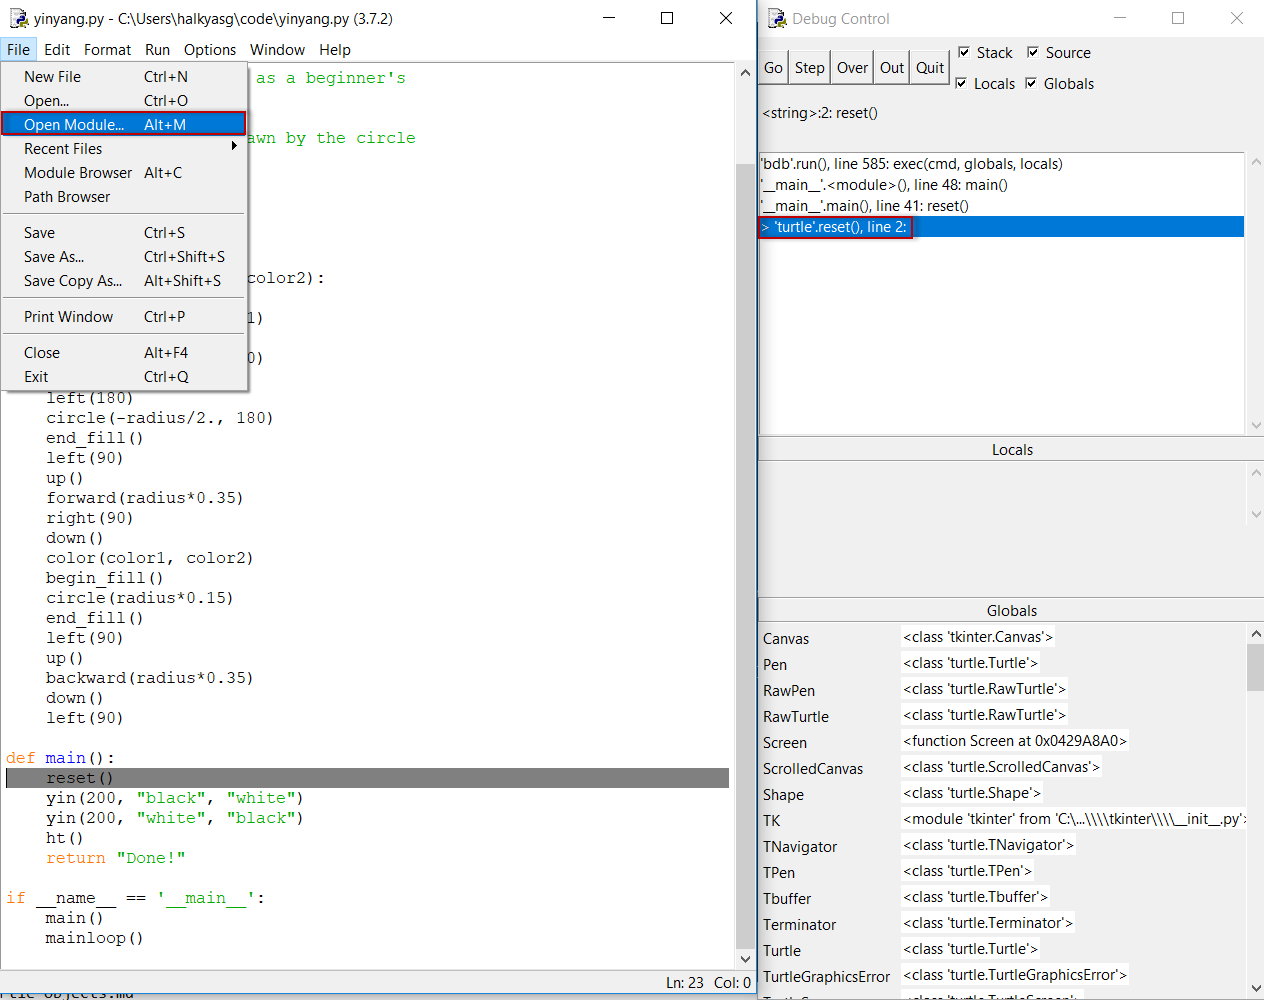 yinyang.py - C:\Users\halkyasg\code\yinyang.py (3.7.2)
File Edit Format Run Options Window Help
New File Ctrl+N
Open... Ctrl+O
Open Module... Alt+M
Recent Files
Module Browser Alt+C
Path Browser
Save Ctrl+S
Save As... Ctrl+Shift+S
Save Copy As... Alt+Shift+S
Print Window Ctrl+P
Close Alt+F4
Exit Ctrl+Q
as a beginner's
awn by the circle
color2):
1)
0)
left(180)
circle(-radius/2., 180)
end_fill()
left(90)
up()
forward(radius*0.35)
right(90)
down()
color(color1, color2)
begin_fill()
circle(radius*0.15)
end_fill()
left(90)
up()
backward(radius*0.35)
down()
left(90)
def main():
reset()
yin(200, "black", "white")
yin(200, "white", "black")
ht()
return "Done!"
if __name__ == '__main__':
main()
mainloop()
Ln: 23 Col: 0
Debug Control
Go Step Over Out Quit
Stack Source
Locals Globals
<string>:2: reset()
'bdb'.run(), line 585: exec(cmd, globals, locals)
'__main__'.<module>(), line 48: main()
'__main__'.main(), line 41: reset()
> 'turtle'.reset(), line 2:
Locals
Globals
Canvas <class 'tkinter.Canvas'>
Pen <class 'turtle.Turtle'>
RawPen <class 'turtle.RawTurtle'>
RawTurtle <class 'turtle.RawTurtle'>
Screen <function Screen at 0x0429A8A0>
ScrolledCanvas <class 'turtle.ScrolledCanvas'>
Shape <class 'turtle.Shape'>
TK <module 'tkinter' from 'C:\...\\\\tkinter\\\\__init__.py'>
TNavigator <class 'turtle.TNavigator'>
TPen <class 'turtle.TPen'>
Tbuffer <class 'turtle.Tbuffer'>
Terminator <class 'turtle.Terminator'>
Turtle <class 'turtle.Turtle'>
TurtleGraphicsError <class 'turtle.TurtleGraphicsError'>